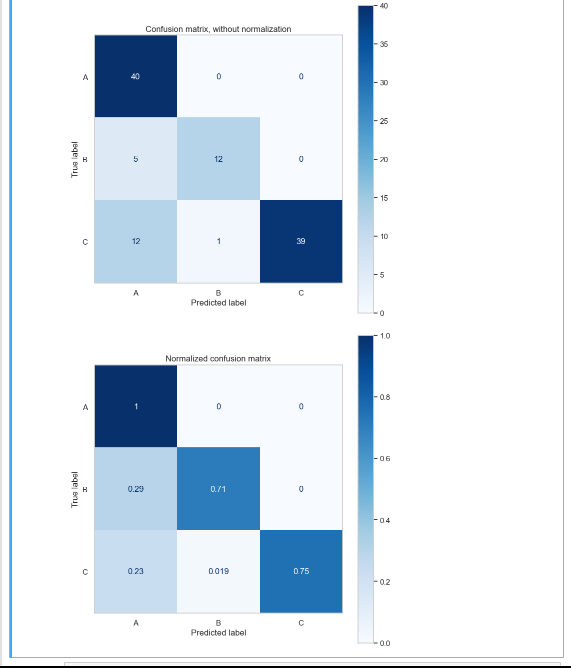 40
Confusion matrix, without normalization
35
A 40 0 0
30
25
True label
B 5 12 0
20
15
10
C 12 1 39
5
A B C
Predicted label
0
1.0
Normalized confusion matrix
A 1 0 0
0.8
0.6
True label
B 0.29 0.71 0
0.4
C 0.23 0.019 0.75
0.2
A B C
Predicted label
0.0